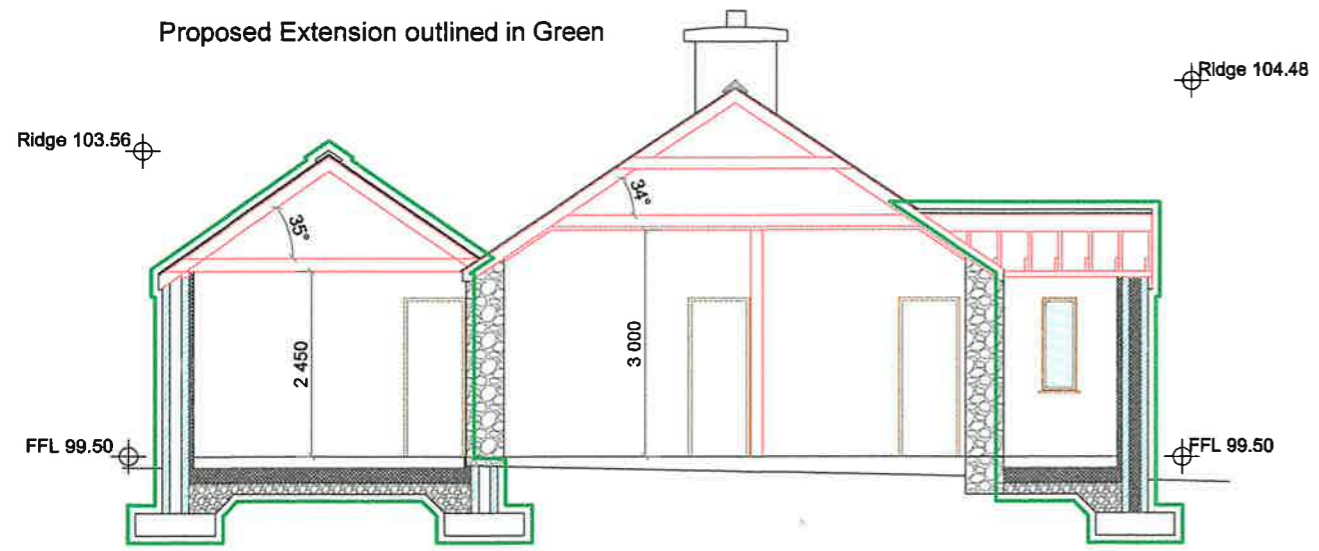 Proposed Extension outlined in Green
Ridge 104.48
Ridge 103.56
35°
34°
2 450
3 000
FFL 99.50
FFL 99.50